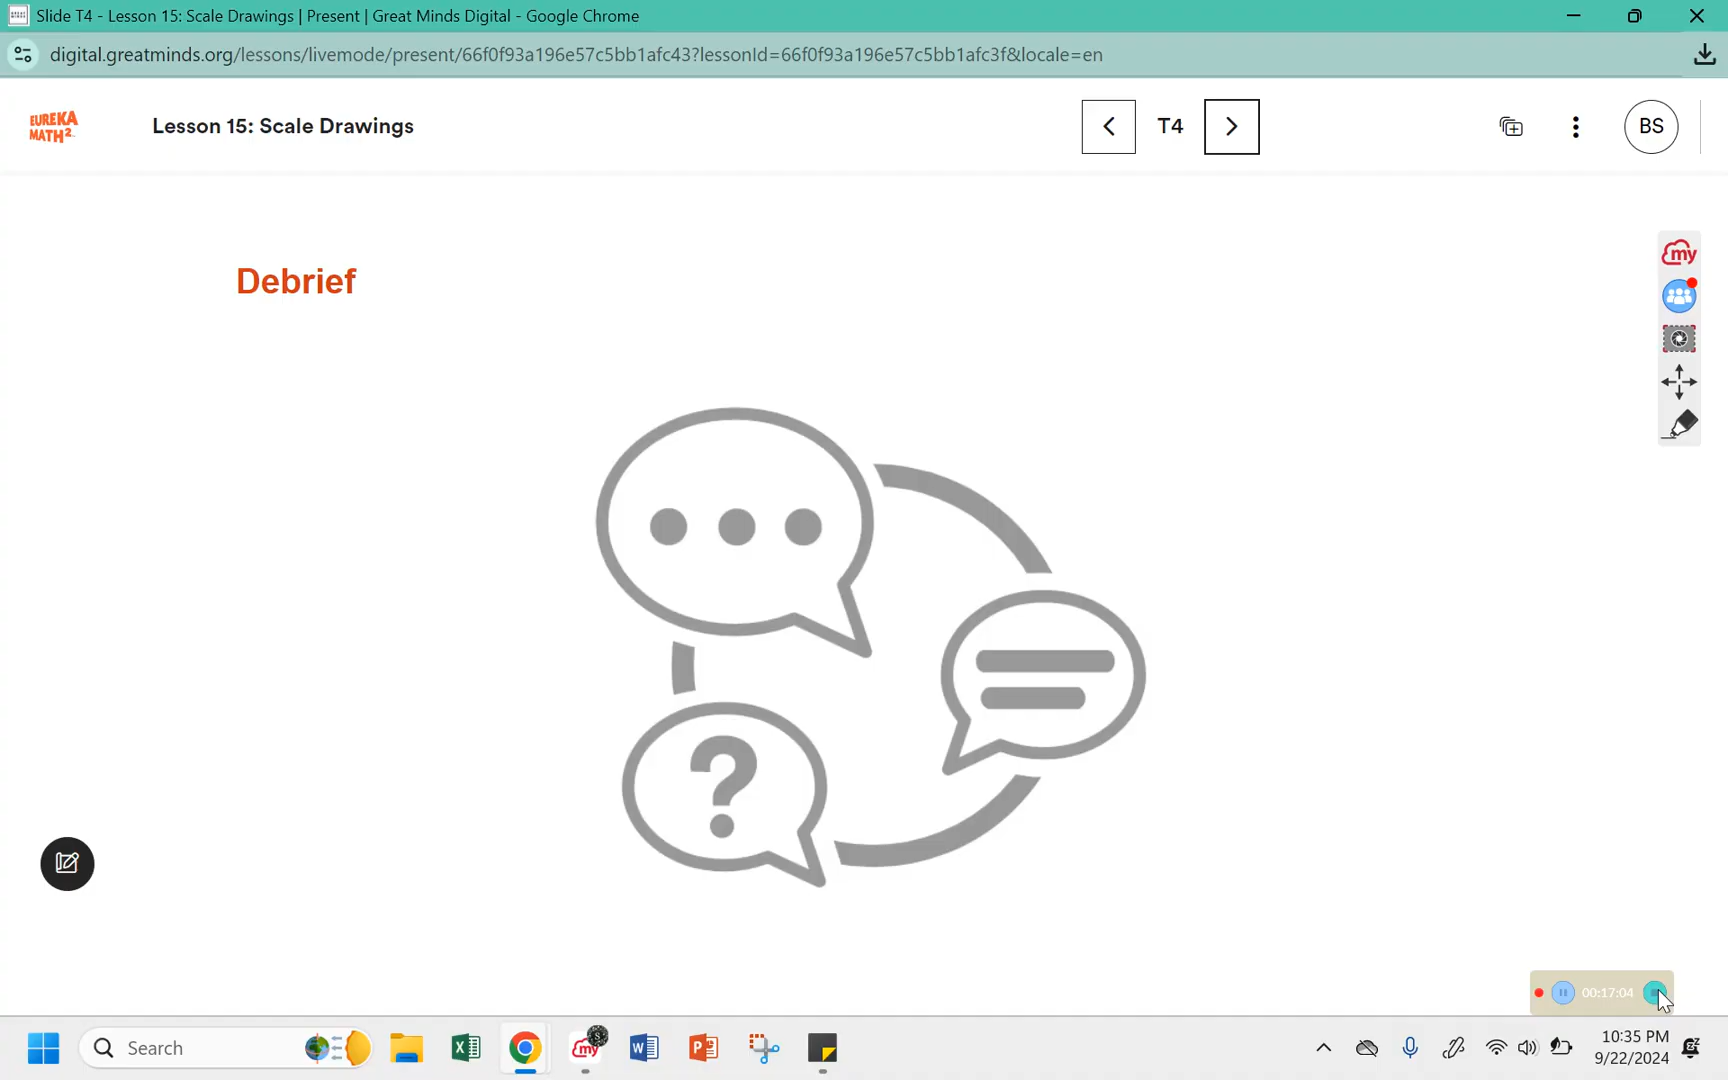 Slide T4 - Lesson 15: Scale Drawings | Present | Great Minds Digital - Google Chrome
digital.greatminds.org/lessons/livemode/present/66f0f93a196e57c5bb1afc43?lessonId=66f0f93a196e57c5bb1afc3f&locale=en
EUREKA
MATH²
Lesson 15: Scale Drawings
T4
BS
my
Debrief
?
00:17:04
Search
my
S
10:35 PM
9/22/2024